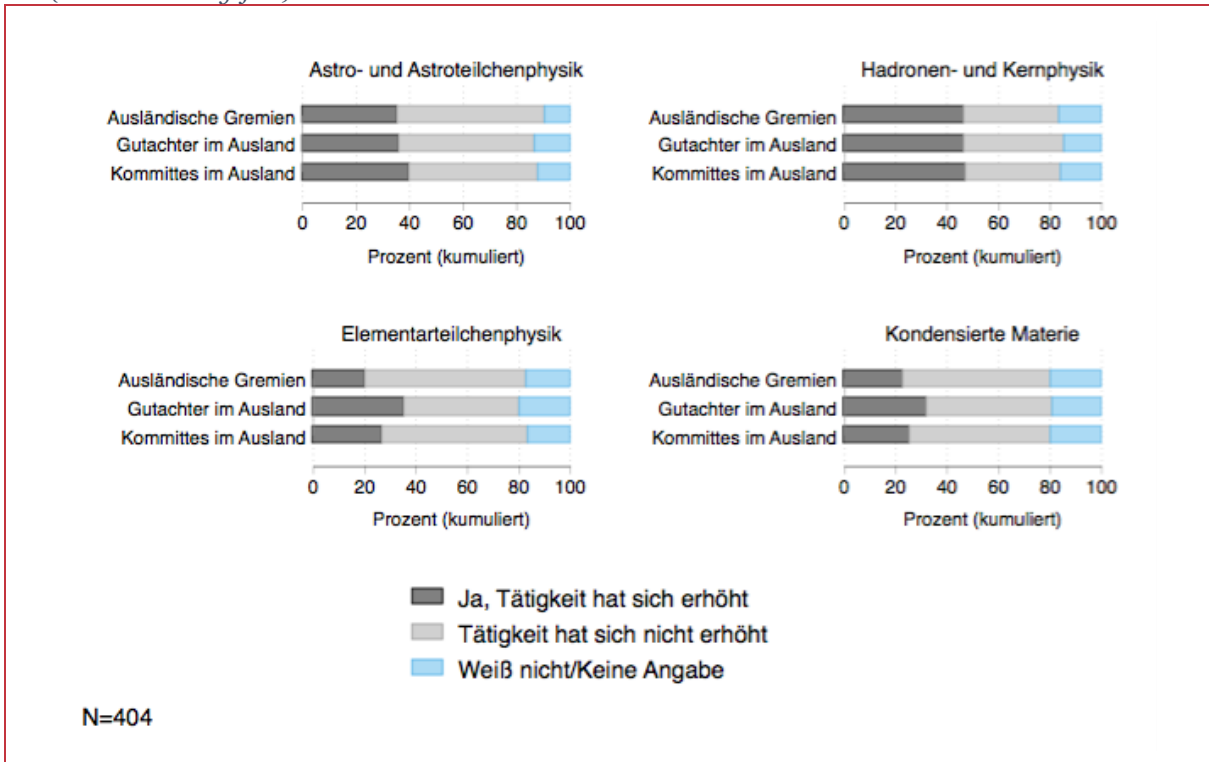 Astro- und Astroteilchenphysik
Ausländische Gremien
Gutachter im Ausland
Kommittes im Ausland
0 20 40 60 80 100
Prozent (kumuliert)
Hadronen- und Kernphysik
Ausländische Gremien
Gutachter im Ausland
Kommittes im Ausland
0 20 40 60 80 100
Prozent (kumuliert)
Elementarteilchenphysik
Ausländische Gremien
Gutachter im Ausland
Kommittes im Ausland
0 20 40 60 80 100
Prozent (kumuliert)
Kondensierte Materie
Ausländische Gremien
Gutachter im Ausland
Kommittes im Ausland
0 20 40 60 80 100
Prozent (kumuliert)
Ja, Tätigkeit hat sich erhöht
Tätigkeit hat sich nicht erhöht
Weiß nicht/Keine Angabe
N=404